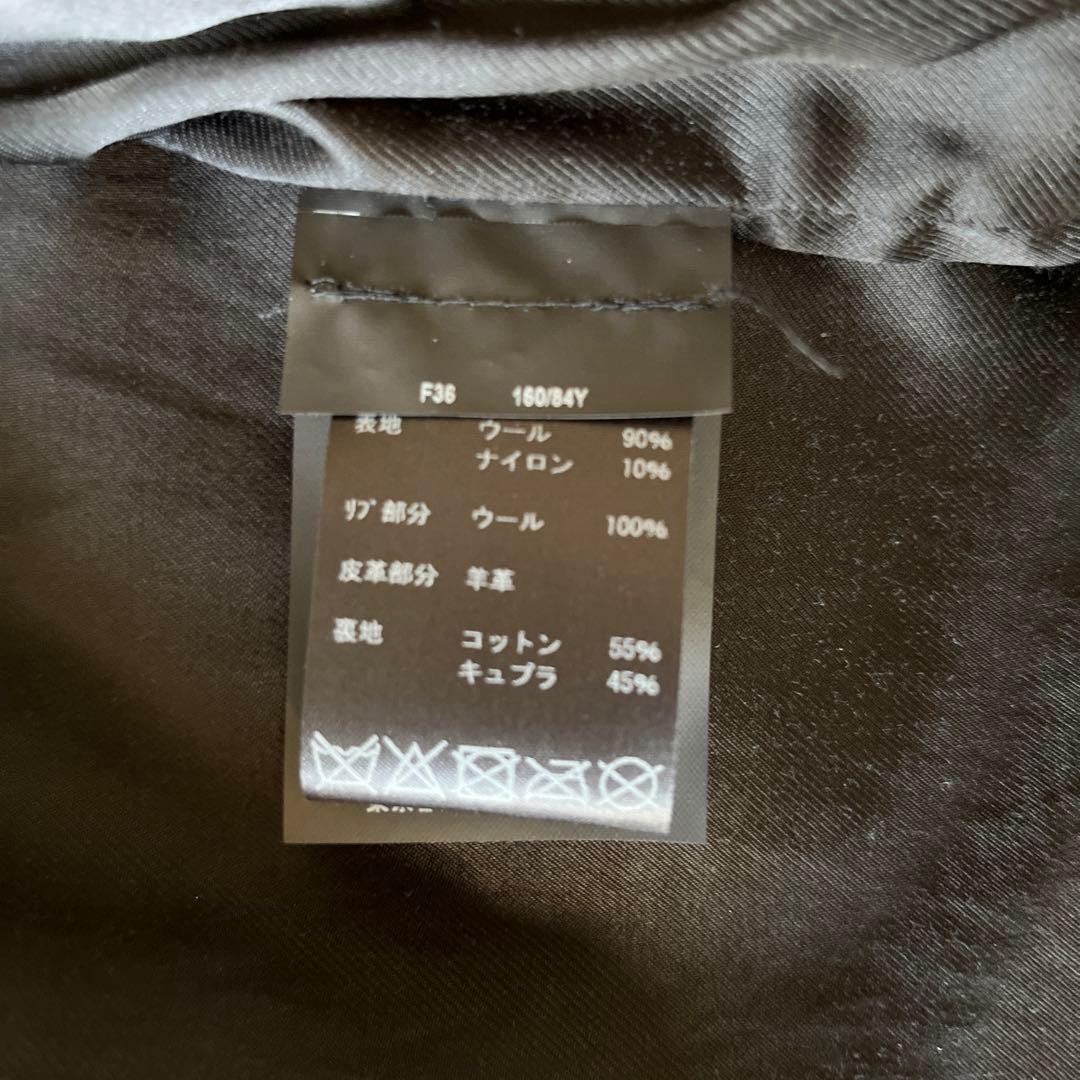 F36 160/84Y
表地 ウール 90%
ナイロン 10%
リブ部分 ウール 100%
皮革部分 羊革
裏地 コットン 55%
キュプラ 45%